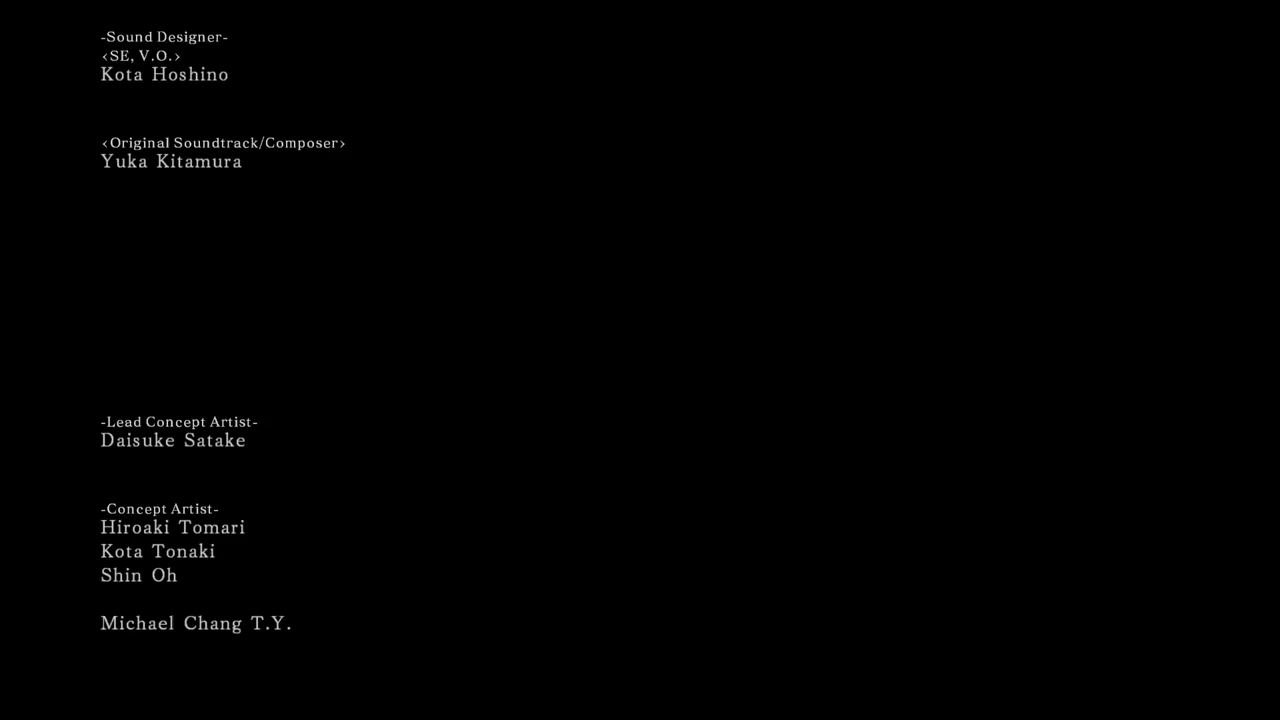 -Sound Designer-
‹SE, V.O.›
Kota Hoshino
‹Original Soundtrack/Composer›
Yuka Kitamura
-Lead Concept Artist-
Daisuke Satake
-Concept Artist-
Hiroaki Tomari
Kota Tonaki
Shin Oh
Michael Chang T.Y.